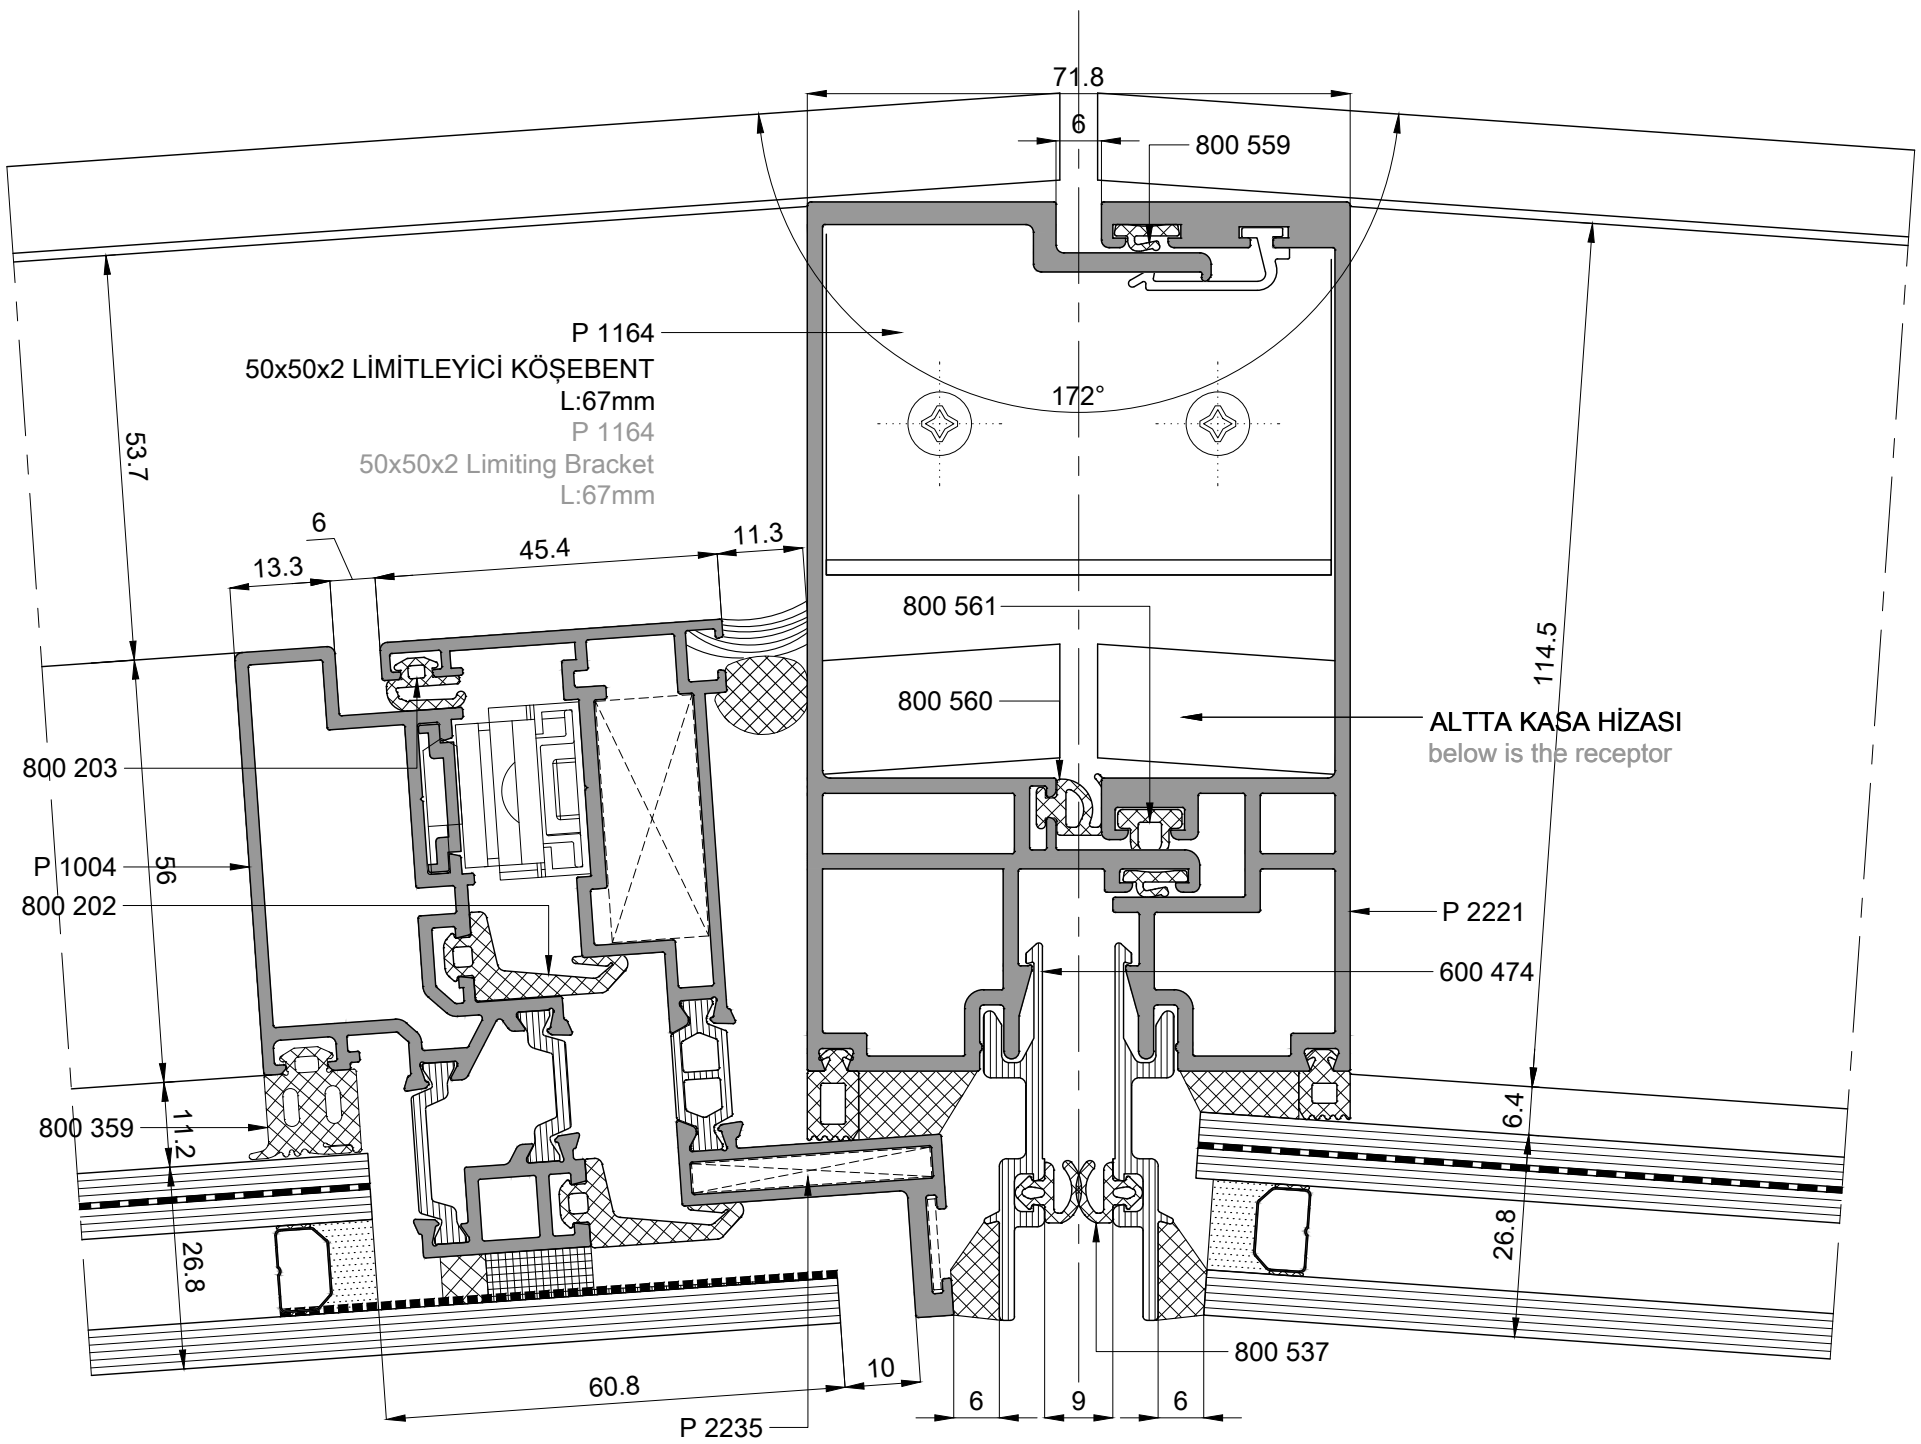 71.8
6
800 559
P 1164
50x50x2 LİMİTLEYİCİ KÖŞEBENT
L:67mm
P 1164
50x50x2 Limiting Bracket
L:67mm
172°
53.7
6
13.3
45.4
11.3
114.5
800 561
800 560
ALTTA KASA HİZASI
below is the receptor
800 203
P 1004
56
800 202
P 2221
600 474
800 359
11.2
6.4
26.8
26.8
800 537
60.8
10
6
9
6
P 2235